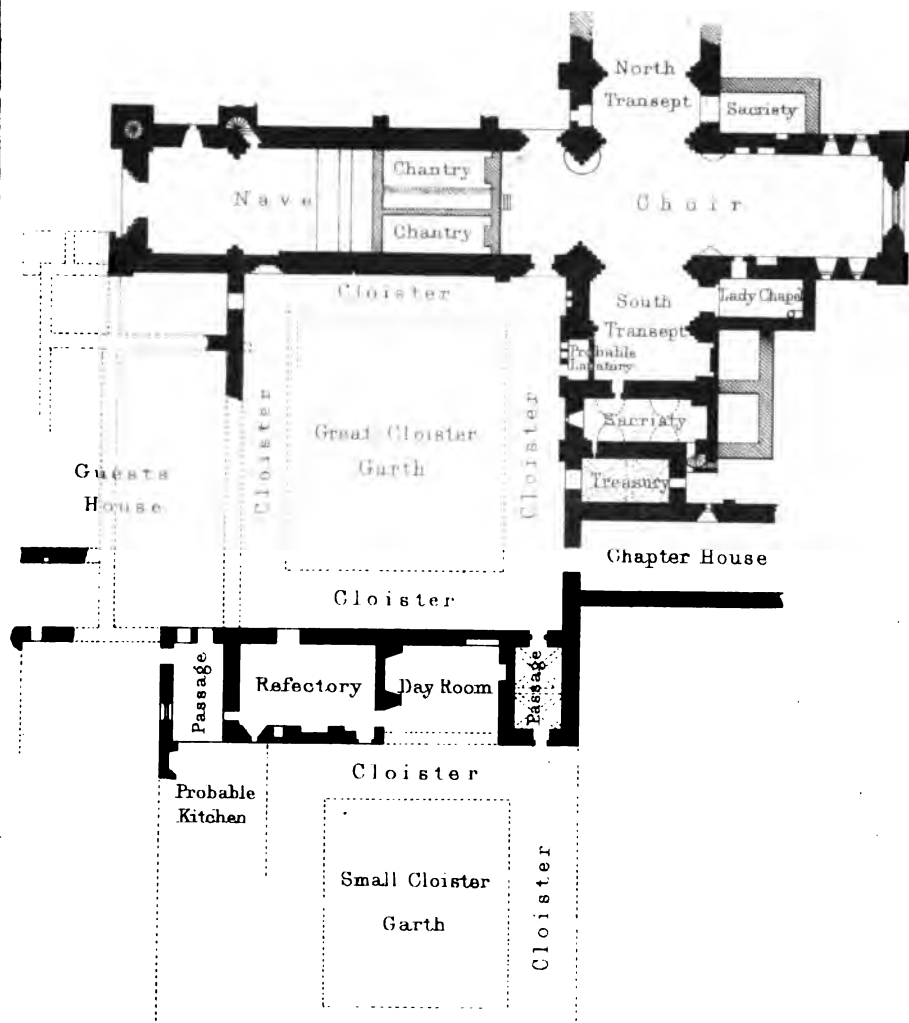 North
Transept
Sacristy
Chantry
Nave
Choir
Chantry
Cloister
Lady Chapel
South
Transept
Probable
Lavatory
Cloister
Cloister
Sacristy
Great Cloister
Garth
Guests
House
Treasury
Chapter House
Cloister
Passage
Refectory
Day Room
Passage
Cloister
Probable
Kitchen
Small Cloister
Garth
Cloister